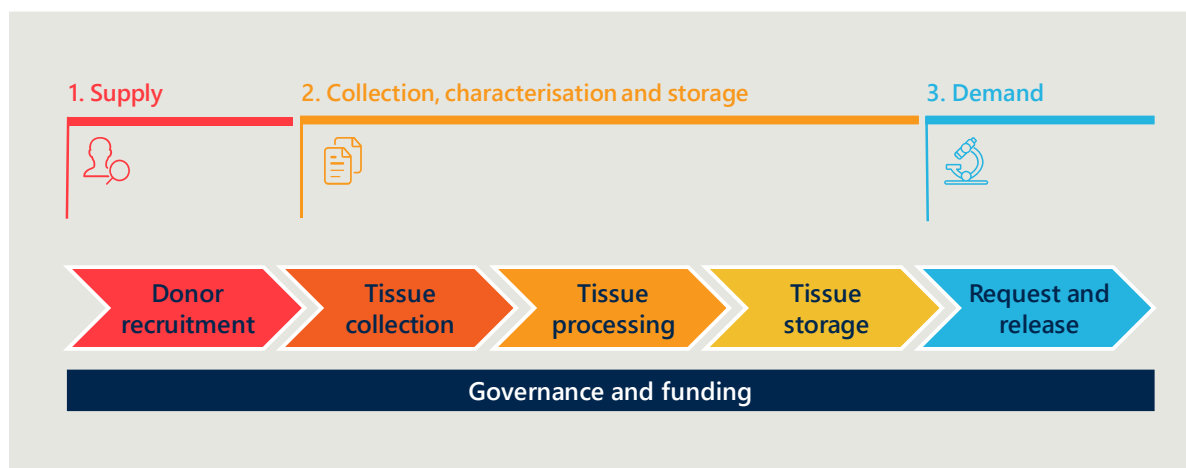 1. Supply
2. Collection, characterisation and storage
3. Demand
Donor
recruitment
Tissue
collection
Tissue
processing
Tissue
storage
Request and
release
Governance and funding